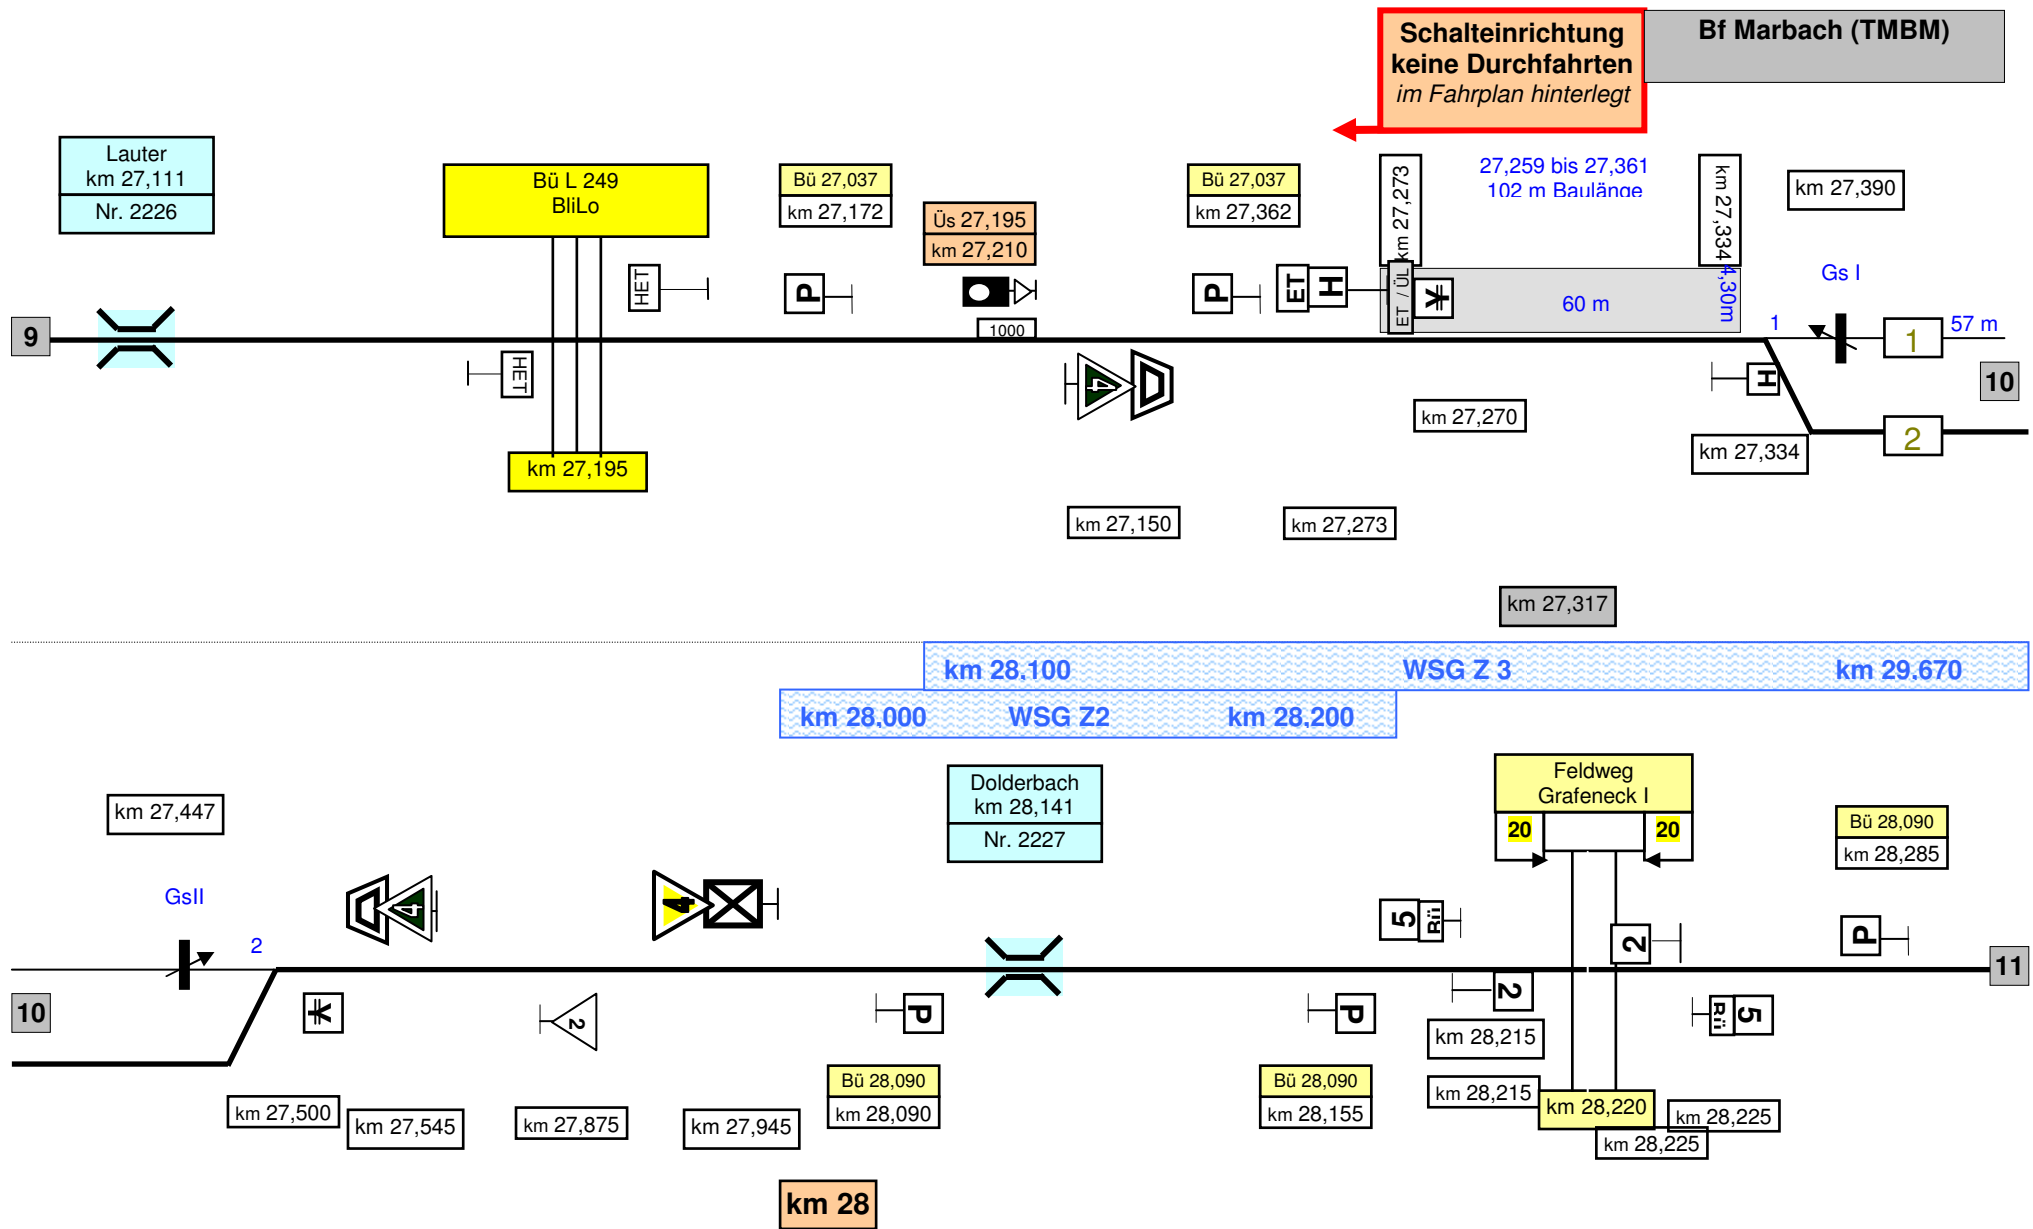 Schalteinrichtung
keine Durchfahrten
im Fahrplan hinterlegt
Bf Marbach (TMBM)
Lauter
km 27,111
Nr. 2226
Bü L 249
BliLo
Bü 27,037
km 27,172
Üs 27,195
km 27,210
Bü 27,037
km 27,362
km 27,273
27,259 bis 27,361
102 m Baulänge
km 27,334
km 27,390
HET
P
P
ET
H
ET / ÜL
60 m
4,30m
Gs I
9
1000
1
1
57 m
HET
4
H
10
km 27,270
2
km 27,334
km 27,195
km 27,150
km 27,273
km 27,317
km 28,100
WSG Z 3
km 29,670
km 28,000
WSG Z2
km 28,200
Dolderbach
km 28,141
Nr. 2227
Feldweg
Grafeneck I
20
20
km 27,447
Bü 28,090
km 28,285
GsII
2
4
4
5
Rü
2
P
11
10
2
P
P
2
Rü
5
km 28,215
Bü 28,090
km 28,090
Bü 28,090
km 28,155
km 28,215
km 28,220
km 28,225
km 28,225
km 27,500
km 27,545
km 27,875
km 27,945
km 28